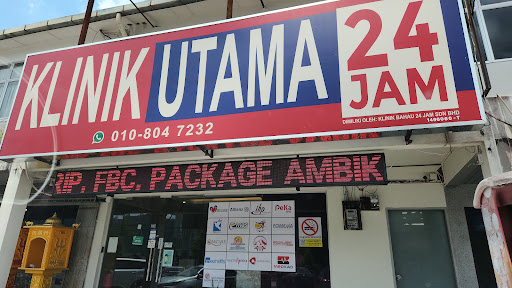 KLINIK UTAMA 24 JAM
DIMILIKI OLEH: KLINIK BAHAU 24 JAM SDN BHD
010-804 7232
RIP, FBC, PACKAGE AMBIK
Allianz
PeKa